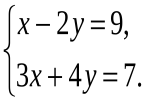 x − 2y = 9,
3x + 4y = 7.